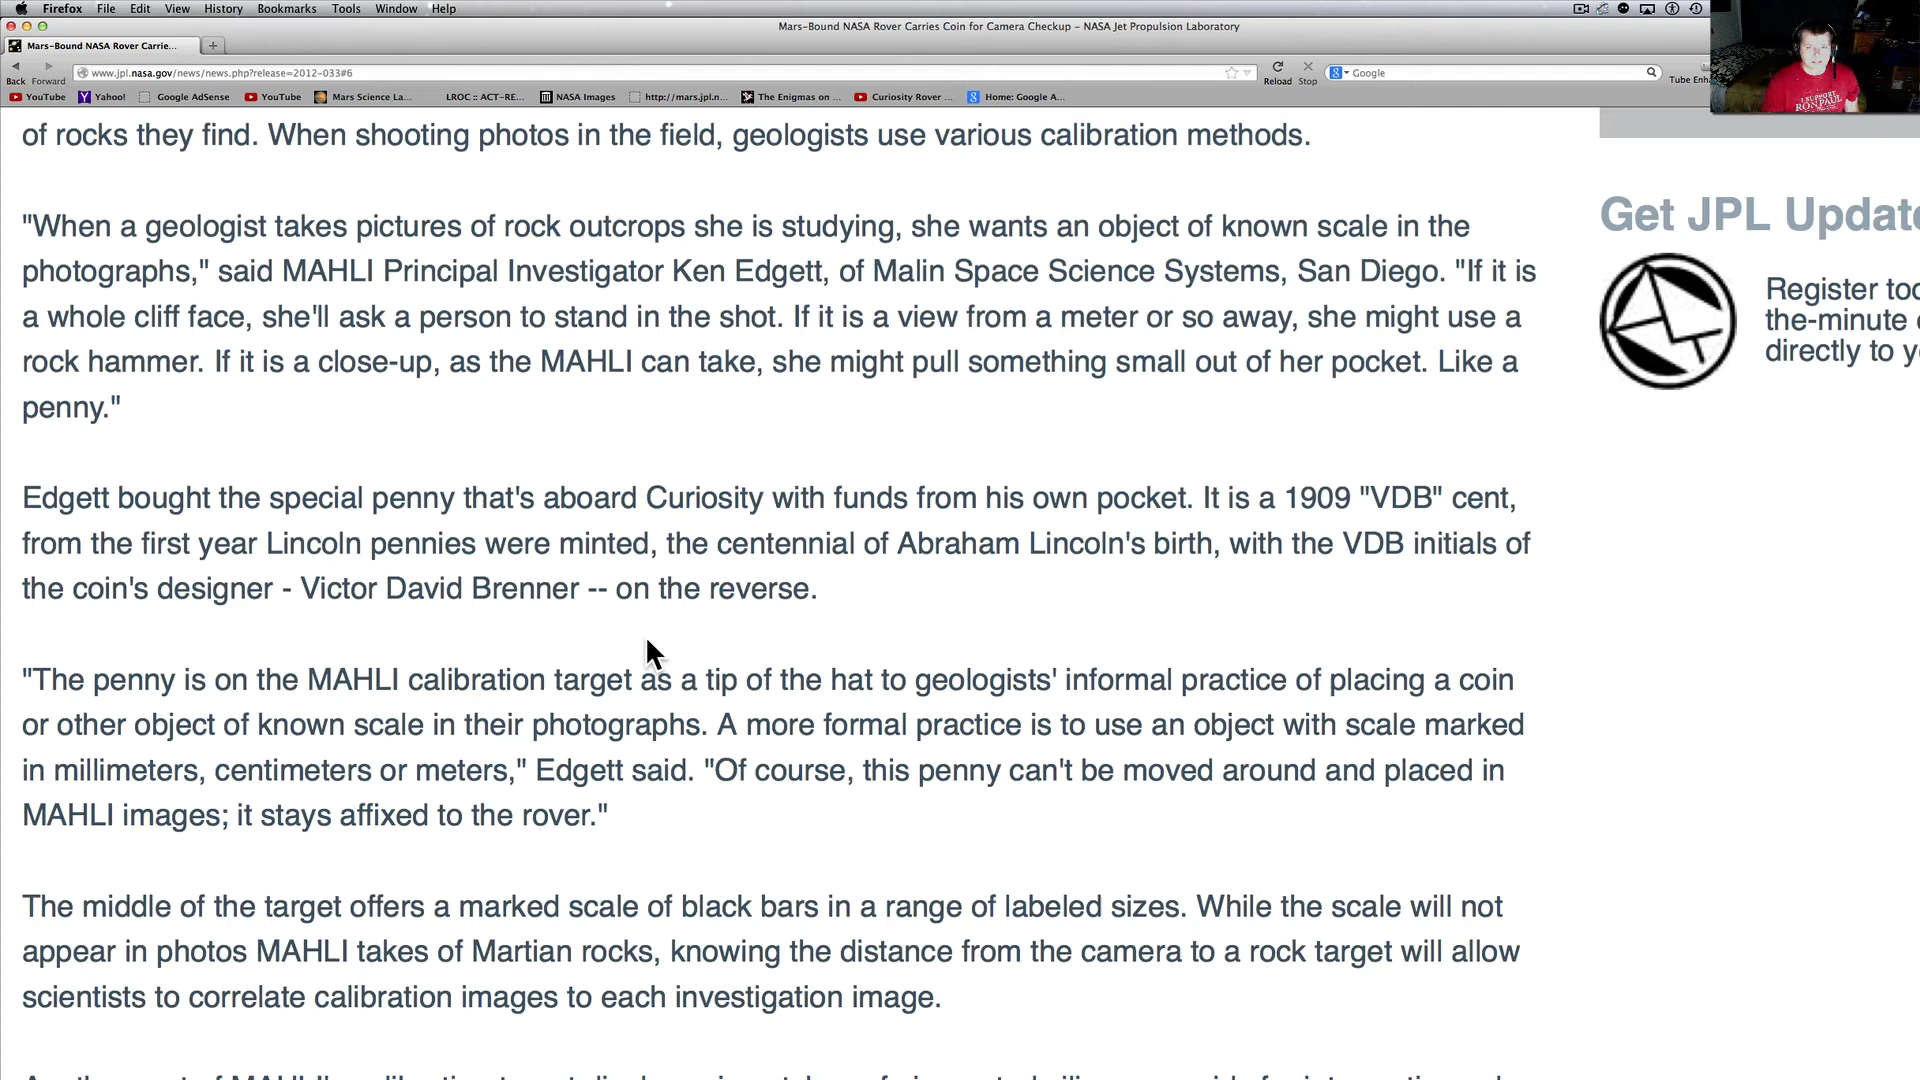 Firefox File Edit View History Bookmarks Tools Window Help
Mars-Bound NASA Rover Carries Coin for Camera Checkup – NASA Jet Propulsion Laboratory
Mars-Bound NASA Rover Carrie...
Back Forward www.jpl.nasa.gov/news/news.php?release=2012-033#6 Reload Stop Google Tube Enh
YouTube Yahoo! Google AdSense YouTube Mars Science La... LROC :: ACT-RE... NASA Images http://mars.jpl.n... The Enigmas on ... Curiosity Rover ... Home: Google A...
I SUPPORT
RON PAUL
of rocks they find. When shooting photos in the field, geologists use various calibration methods.
"When a geologist takes pictures of rock outcrops she is studying, she wants an object of known scale in the
photographs," said MAHLI Principal Investigator Ken Edgett, of Malin Space Science Systems, San Diego. "If it is
a whole cliff face, she'll ask a person to stand in the shot. If it is a view from a meter or so away, she might use a
rock hammer. If it is a close-up, as the MAHLI can take, she might pull something small out of her pocket. Like a
penny."
Edgett bought the special penny that's aboard Curiosity with funds from his own pocket. It is a 1909 "VDB" cent,
from the first year Lincoln pennies were minted, the centennial of Abraham Lincoln's birth, with the VDB initials of
the coin's designer - Victor David Brenner -- on the reverse.
"The penny is on the MAHLI calibration target as a tip of the hat to geologists' informal practice of placing a coin
or other object of known scale in their photographs. A more formal practice is to use an object with scale marked
in millimeters, centimeters or meters," Edgett said. "Of course, this penny can't be moved around and placed in
MAHLI images; it stays affixed to the rover."
The middle of the target offers a marked scale of black bars in a range of labeled sizes. While the scale will not
appear in photos MAHLI takes of Martian rocks, knowing the distance from the camera to a rock target will allow
scientists to correlate calibration images to each investigation image.
Get JPL Update
Register too
the-minute
directly to y